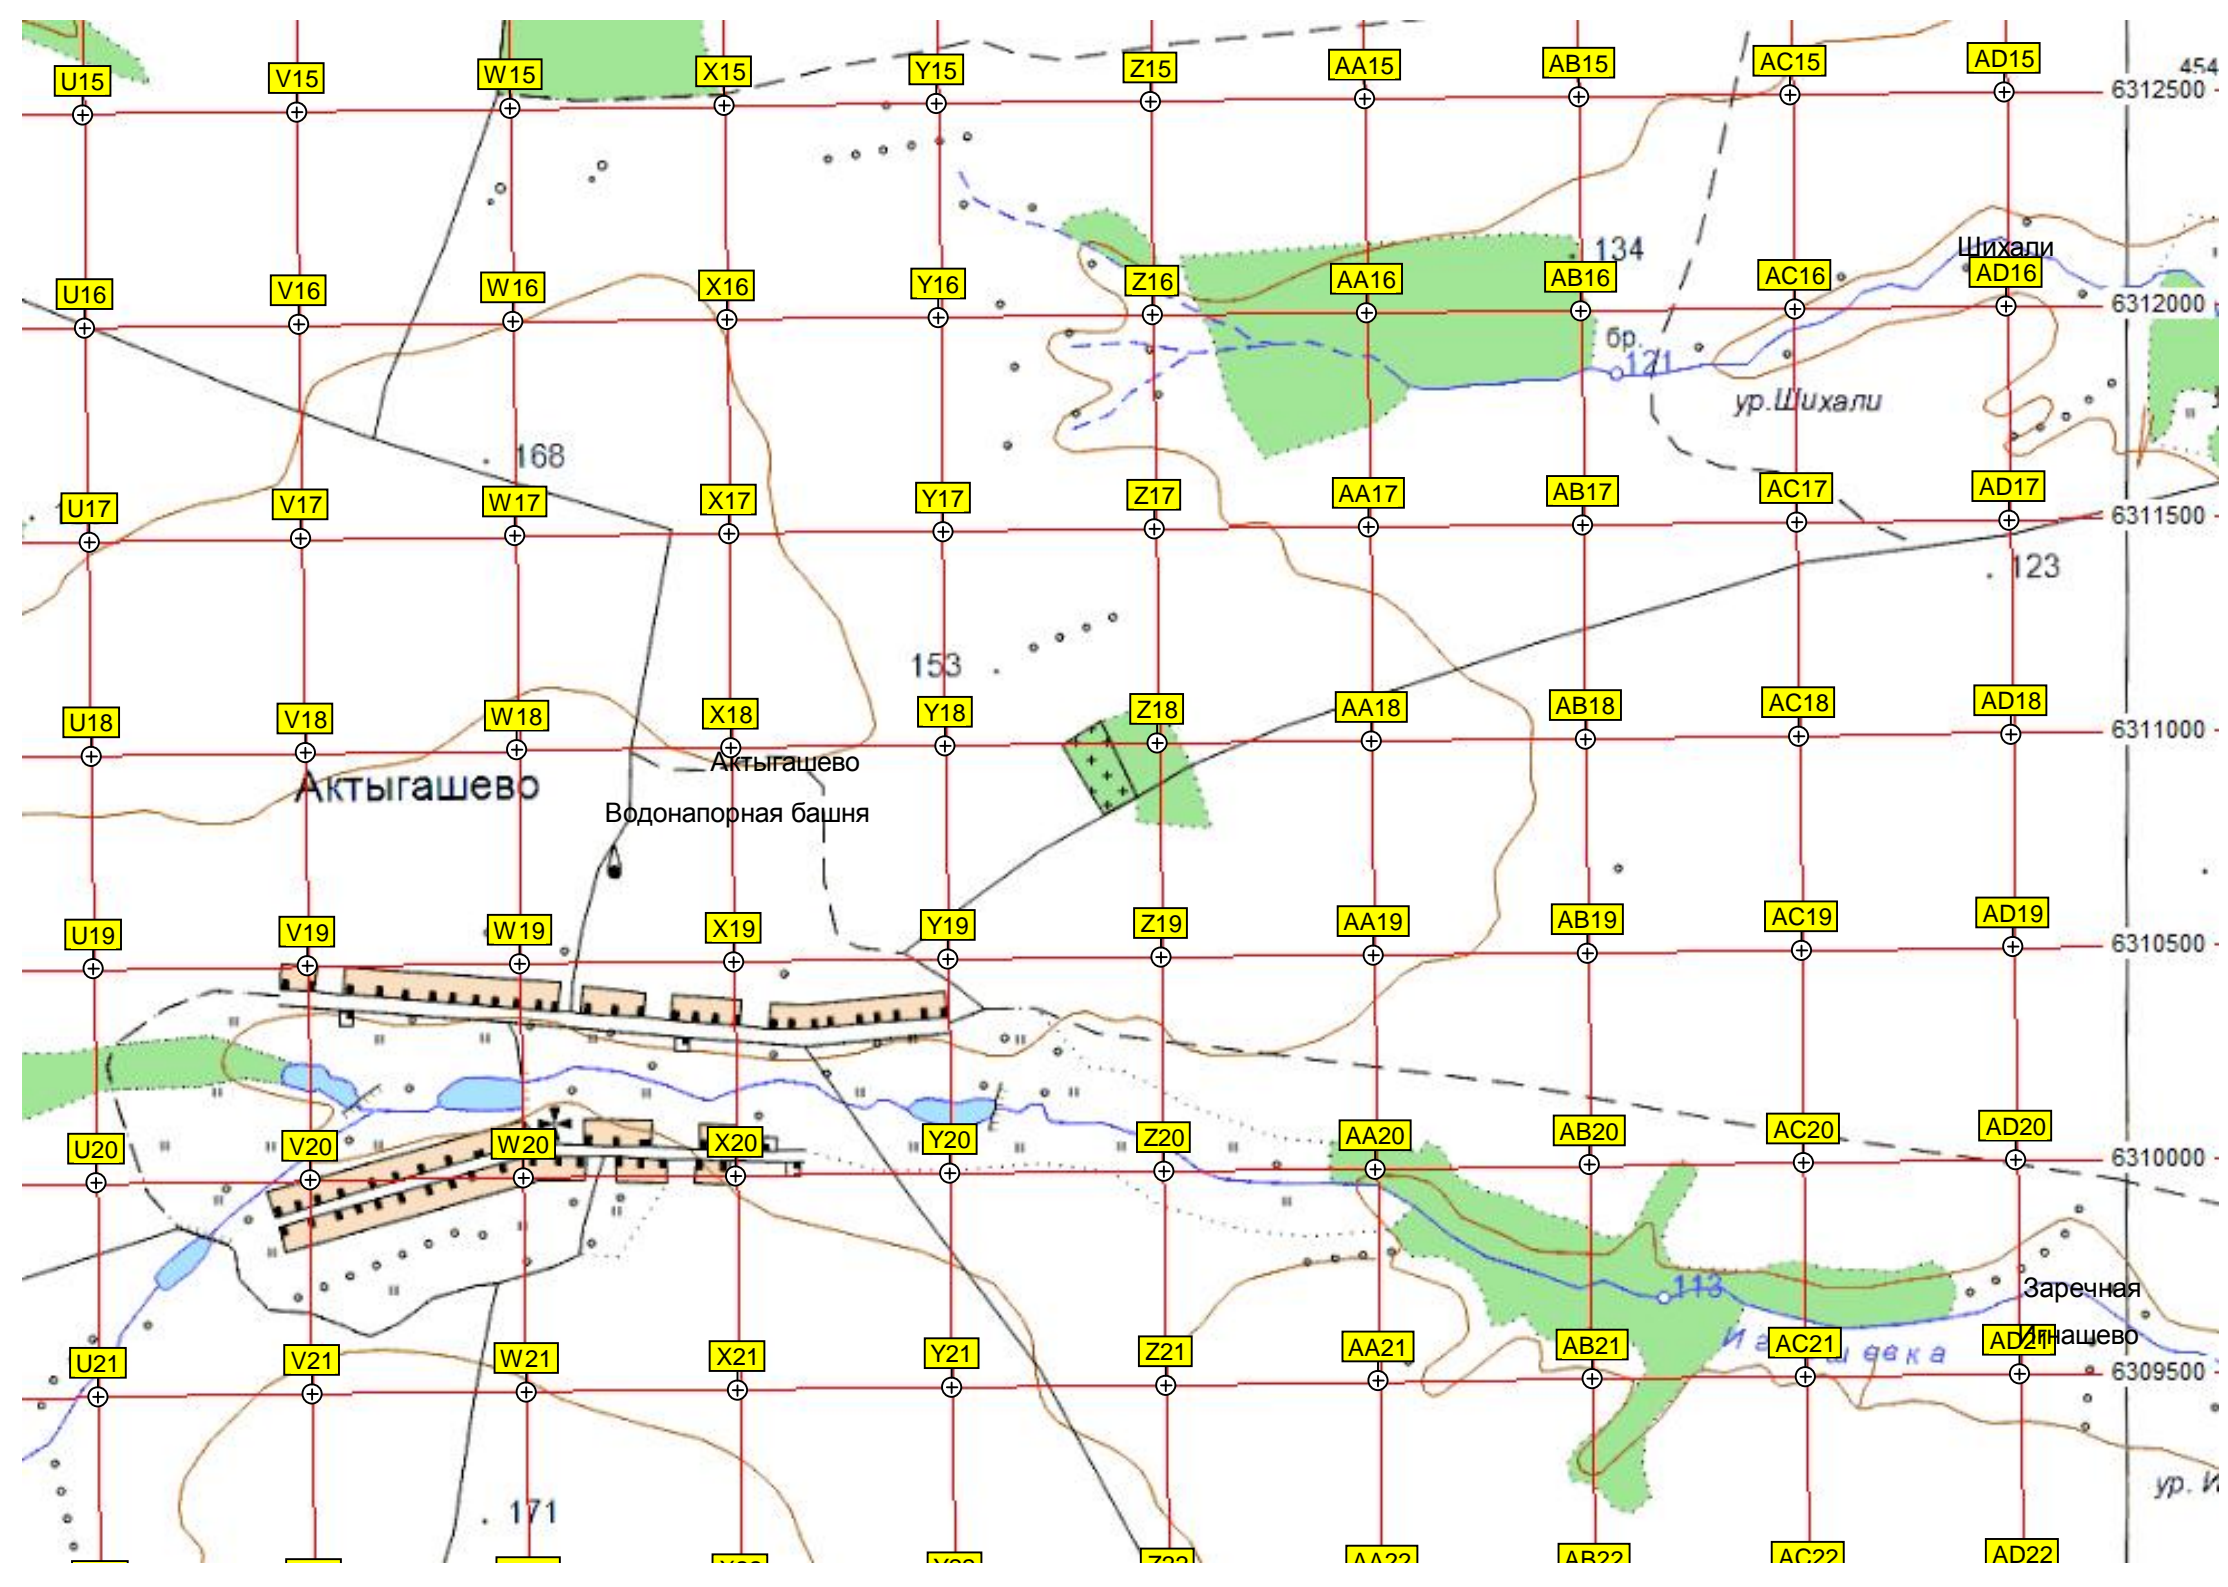 U15 V15 W15 X15 Y15 Z15 AA15 AB15 AC15 AD15 454
6312500
134
Шихали
U16 V16 W16 X16 Y16 Z16 AA16 AB16 AC16 AD16
6312000
бр.
121
ур.Шихали
168
U17 V17 W17 X17 Y17 Z17 AA17 AB17 AC17 AD17
6311500
123
153
U18 V18 W18 X18 Y18 Z18 AA18 AB18 AC18 AD18
6311000
Актыгашево
Актыгашево
Водонапорная башня
U19 V19 W19 X19 Y19 Z19 AA19 AB19 AC19 AD19
6310500
U20 V20 W20 X20 Y20 Z20 AA20 AB20 AC20 AD20
6310000
113
Заречная
Игнашево
U21 V21 W21 X21 Y21 Z21 AA21 AB21 AC21 AD21
6309500
171
ур. И
Z22 AA22 AB22 AC22 AD22